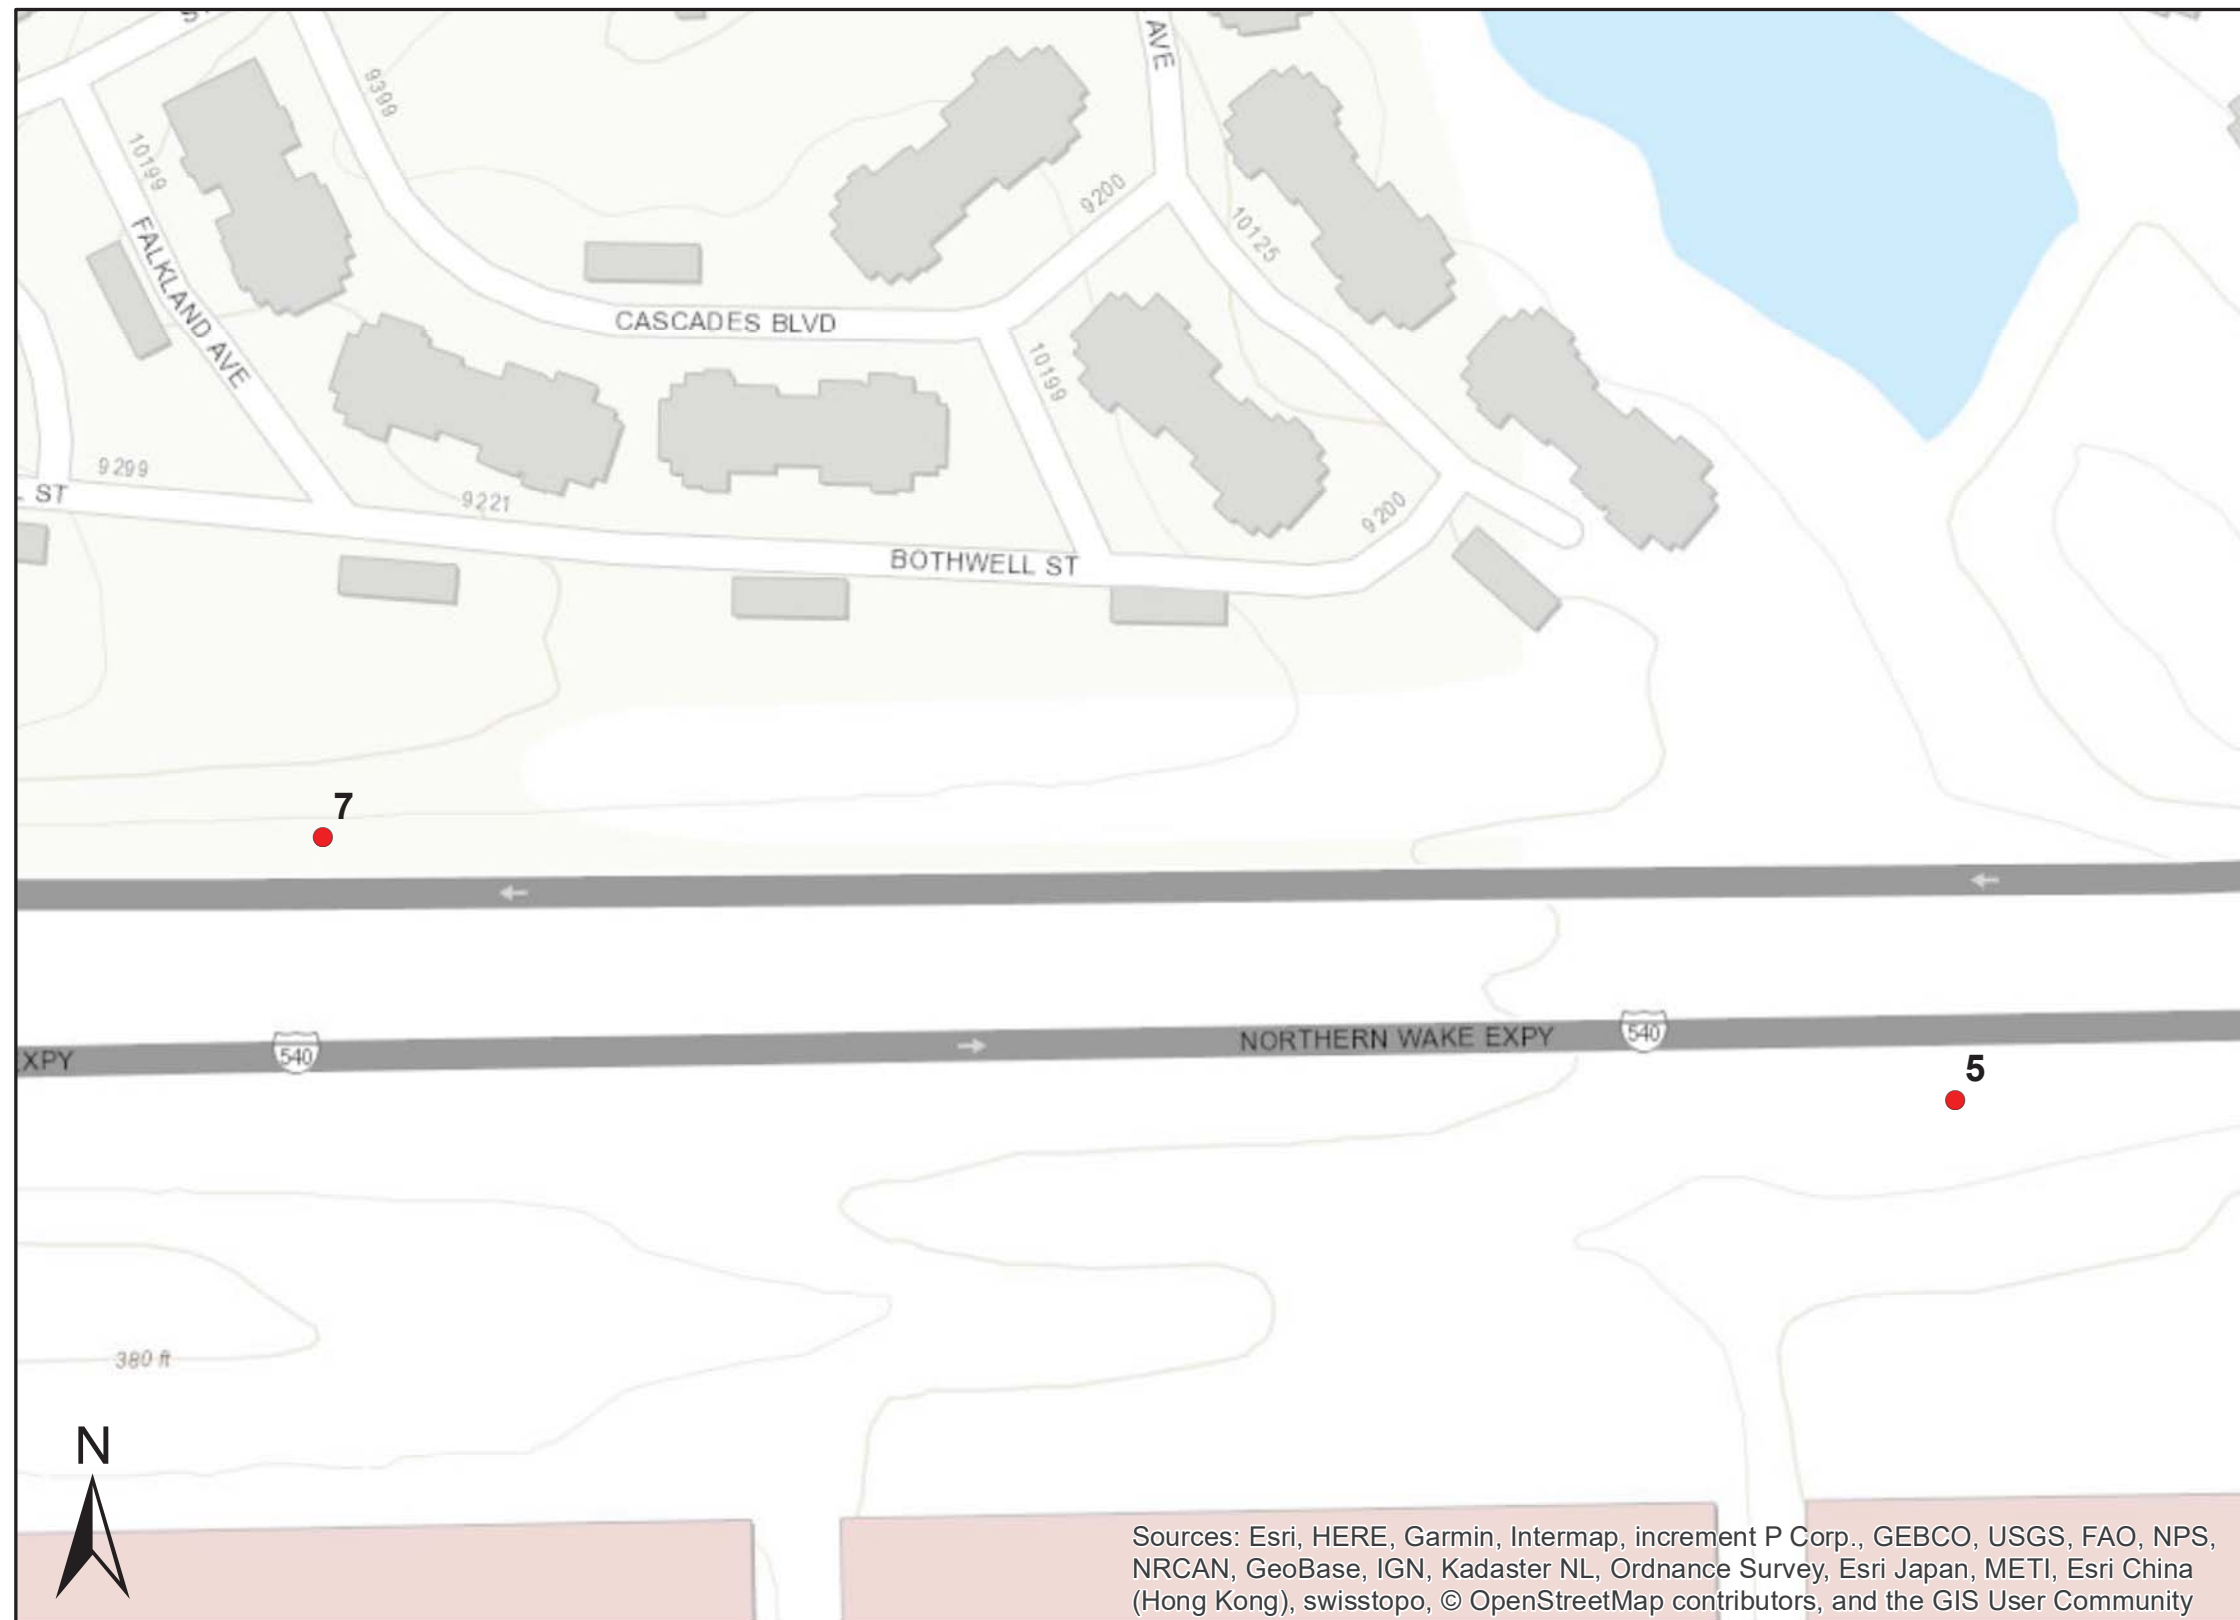 9399
AVE
10199
9200
10125
FALKLAND AVE
CASCADES BLVD
10199
9299
ST
9221
9200
BOTHWELL ST
7
540
NORTHERN WAKE EXPY
540
XPY
5
380 ft
N
Sources: Esri, HERE, Garmin, Intermap, increment P Corp., GEBCO, USGS, FAO, NPS,
NRCAN, GeoBase, IGN, Kadaster NL, Ordnance Survey, Esri Japan, METI, Esri China
(Hong Kong), swisstopo, © OpenStreetMap contributors, and the GIS User Community